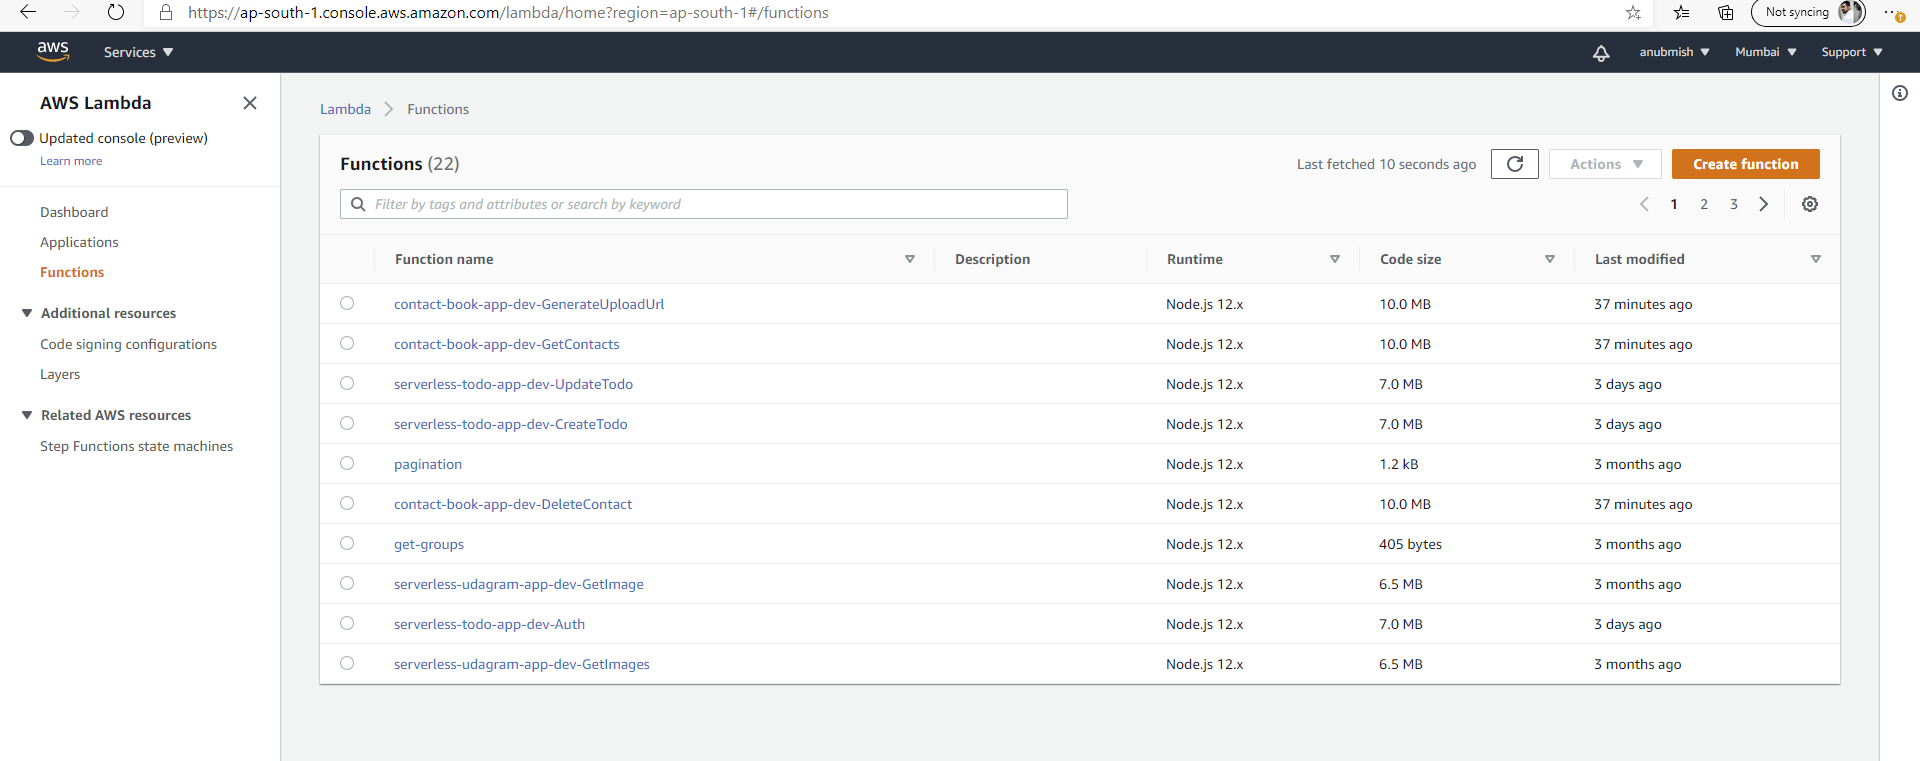 https://ap-south-1.console.aws.amazon.com/lambda/home?region=ap-south-1#/functions
Not syncing
aws
Services
anubmish
Mumbai
Support
AWS Lambda
Updated console (preview)
Learn more
Dashboard
Applications
Functions
Additional resources
Code signing configurations
Layers
Related AWS resources
Step Functions state machines
Lambda Functions
Functions (22)
Last fetched 10 seconds ago
Actions
Create function
Filter by tags and attributes or search by keyword
1 2 3
Function name Description Runtime Code size Last modified
contact-book-app-dev-GenerateUploadUrl Node.js 12.x 10.0 MB 37 minutes ago
contact-book-app-dev-GetContacts Node.js 12.x 10.0 MB 37 minutes ago
serverless-todo-app-dev-UpdateTodo Node.js 12.x 7.0 MB 3 days ago
serverless-todo-app-dev-CreateTodo Node.js 12.x 7.0 MB 3 days ago
pagination Node.js 12.x 1.2 kB 3 months ago
contact-book-app-dev-DeleteContact Node.js 12.x 10.0 MB 37 minutes ago
get-groups Node.js 12.x 405 bytes 3 months ago
serverless-udagram-app-dev-GetImage Node.js 12.x 6.5 MB 3 months ago
serverless-todo-app-dev-Auth Node.js 12.x 7.0 MB 3 days ago
serverless-udagram-app-dev-GetImages Node.js 12.x 6.5 MB 3 months ago